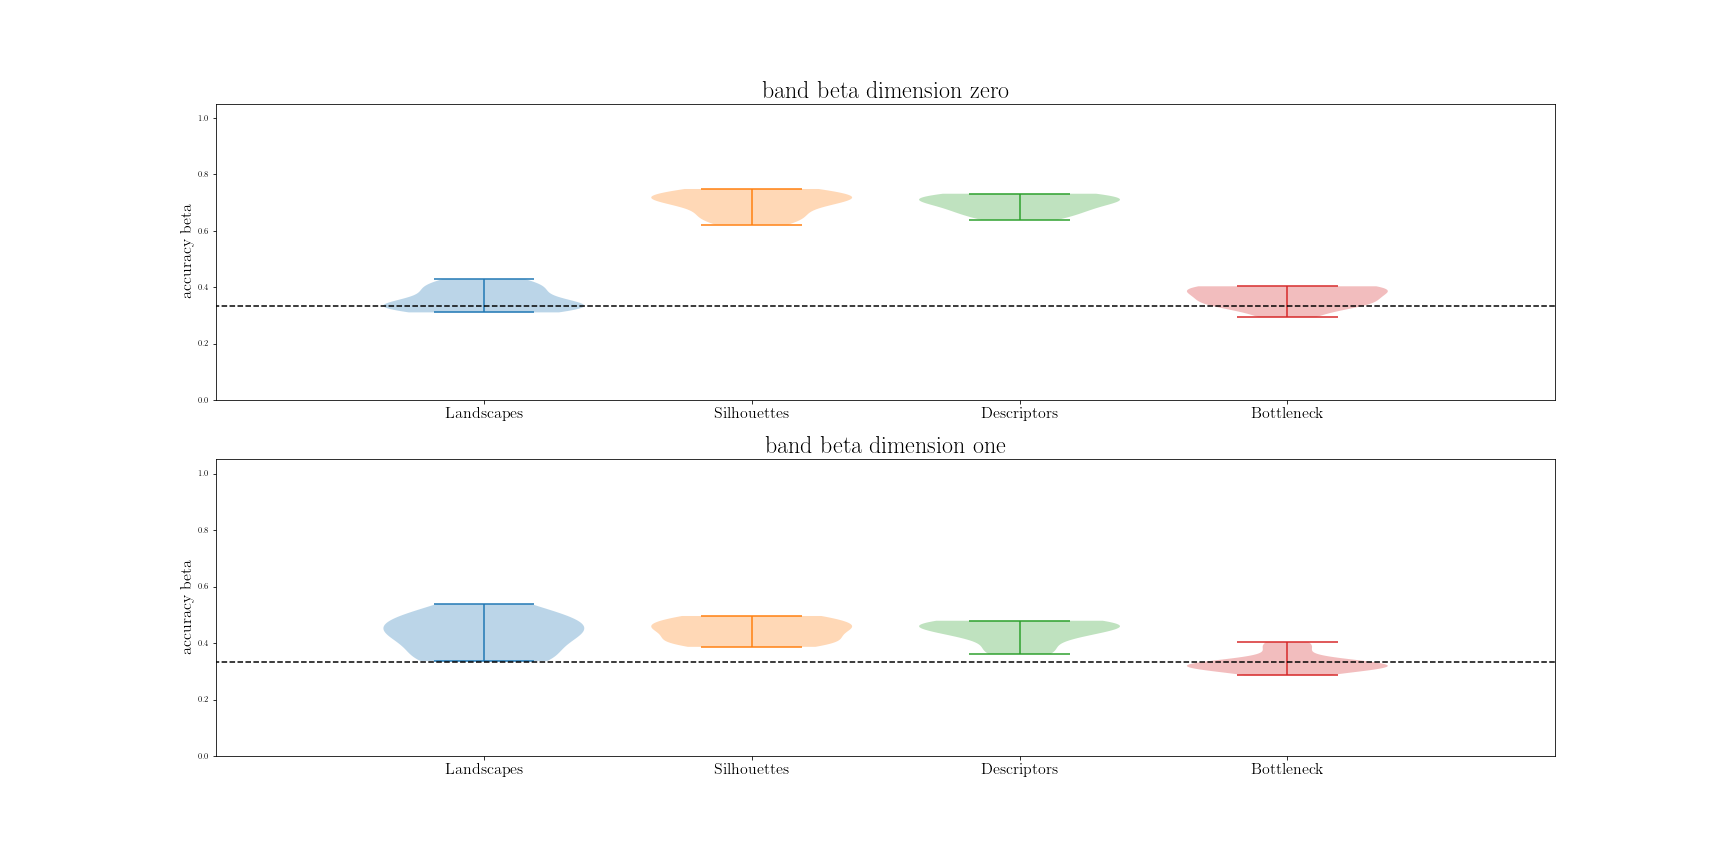 band beta dimension zero
1.0
0.8
0.6
0.4
0.2
0.0
accuracy beta
Landscapes Silhouettes Descriptors Bottleneck
band beta dimension one
1.0
0.8
0.6
0.4
0.2
0.0
accuracy beta
Landscapes Silhouettes Descriptors Bottleneck